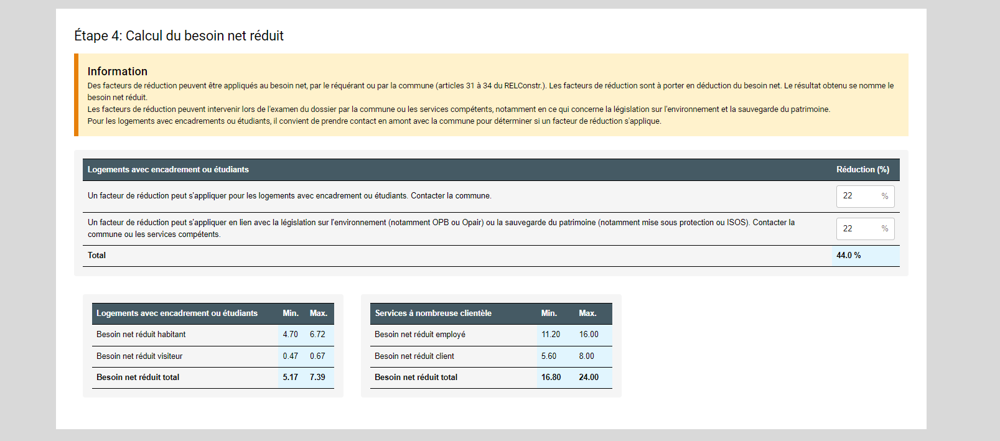 Étape 4: Calcul du besoin net réduit
Information
Des facteurs de réduction peuvent être appliqués au besoin net, par le réquérant ou par la commune (articles 31 à 34 du RELConstr.). Les facteurs de réduction sont à porter en déduction du besoin net. Le résultat obtenu se nomme le
besoin net réduit.
Les facteurs de réduction peuvent intervenir lors de l'examen du dossier par la commune ou les services compétents, notamment en ce qui concerne la législation sur l'environnement et la sauvegarde du patrimoine.
Pour les logements avec encadrements ou étudiants, il convient de prendre contact en amont avec la commune pour déterminer si un facteur de réduction s'applique.
Logements avec encadrement ou étudiants Réduction (%)
Un facteur de réduction peut s'appliquer pour les logements avec encadrement ou étudiants. Contacter la commune. 22 %
Un facteur de réduction peut s'appliquer en lien avec la législation sur l'environnement (notamment OPB ou Opair) ou la sauvegarde du patrimoine (notamment mise sous protection ou ISOS). Contacter la
commune ou les services compétents. 22 %
Total 44.0 %
Logements avec encadrement ou étudiants Min. Max.
Besoin net réduit habitant 4.70 6.72
Besoin net réduit visiteur 0.47 0.67
Besoin net réduit total 5.17 7.39
Services à nombreuse clientèle Min. Max.
Besoin net réduit employé 11.20 16.00
Besoin net réduit client 5.60 8.00
Besoin net réduit total 16.80 24.00